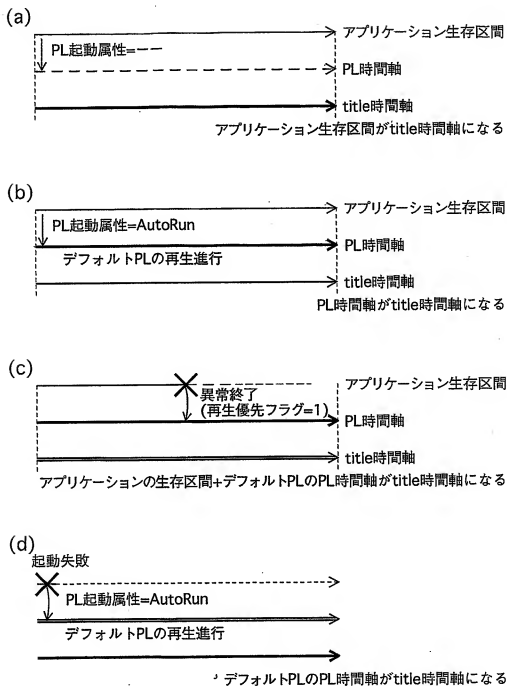 (a)
アプリケーション生存区間
PL起動属性=ーー
PL時間軸
title時間軸
アプリケーション生存区間がtitle時間軸になる
(b)
アプリケーション生存区間
PL起動属性=AutoRun
PL時間軸
デフォルトPLの再生進行
title時間軸
PL時間軸がtitle時間軸になる
(c)
アプリケーション生存区間
異常終了
(再生優先フラグ=1)
PL時間軸
title時間軸
アプリケーションの生存区間+デフォルトPLのPL時間軸がtitle時間軸になる
(d)
起動失敗
PL起動属性=AutoRun
デフォルトPLの再生進行
デフォルトPLのPL時間軸がtitle時間軸になる